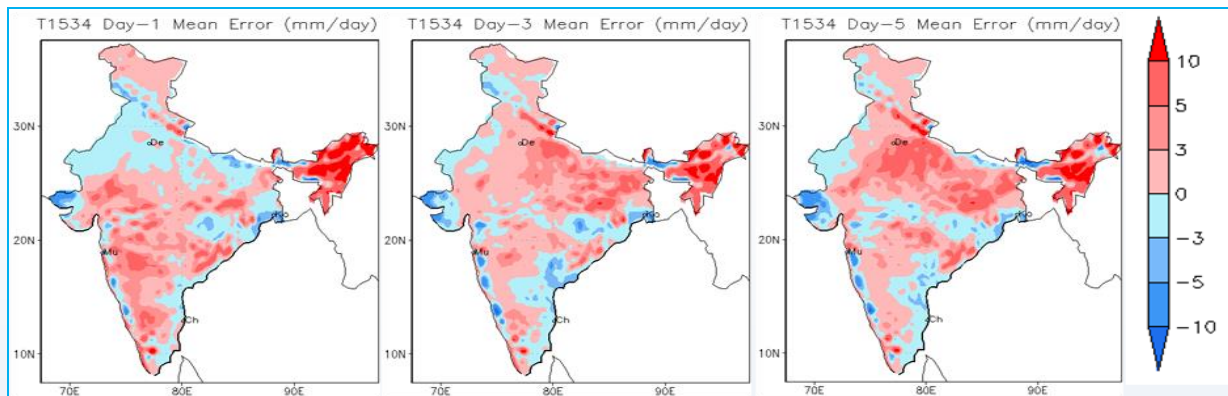 T1534 Day-1 Mean Error (mm/day)
T1534 Day-3 Mean Error (mm/day)
T1534 Day-5 Mean Error (mm/day)
30N
20N
10N
70E
80E
90E
De
Mu
Ch
30N
20N
10N
70E
80E
90E
De
Mu
Ch
30N
20N
10N
70E
80E
90E
De
Mu
Ch
10
5
3
0
-3
-5
-10